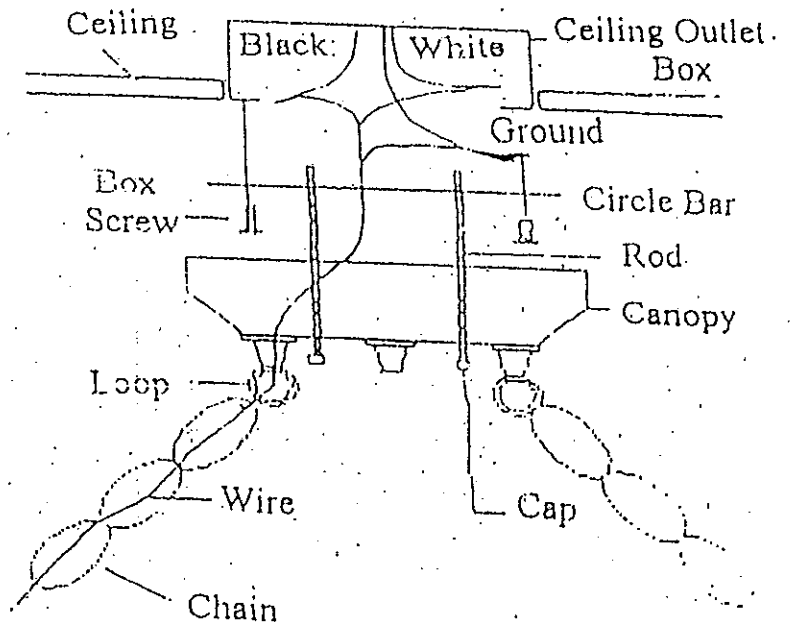 Ceiling
Black:
White
Ceiling Outlet
Box
Ground
Box
Screw
Circle Bar
Rod
Canopy
Loop
Wire
Cap
Chain